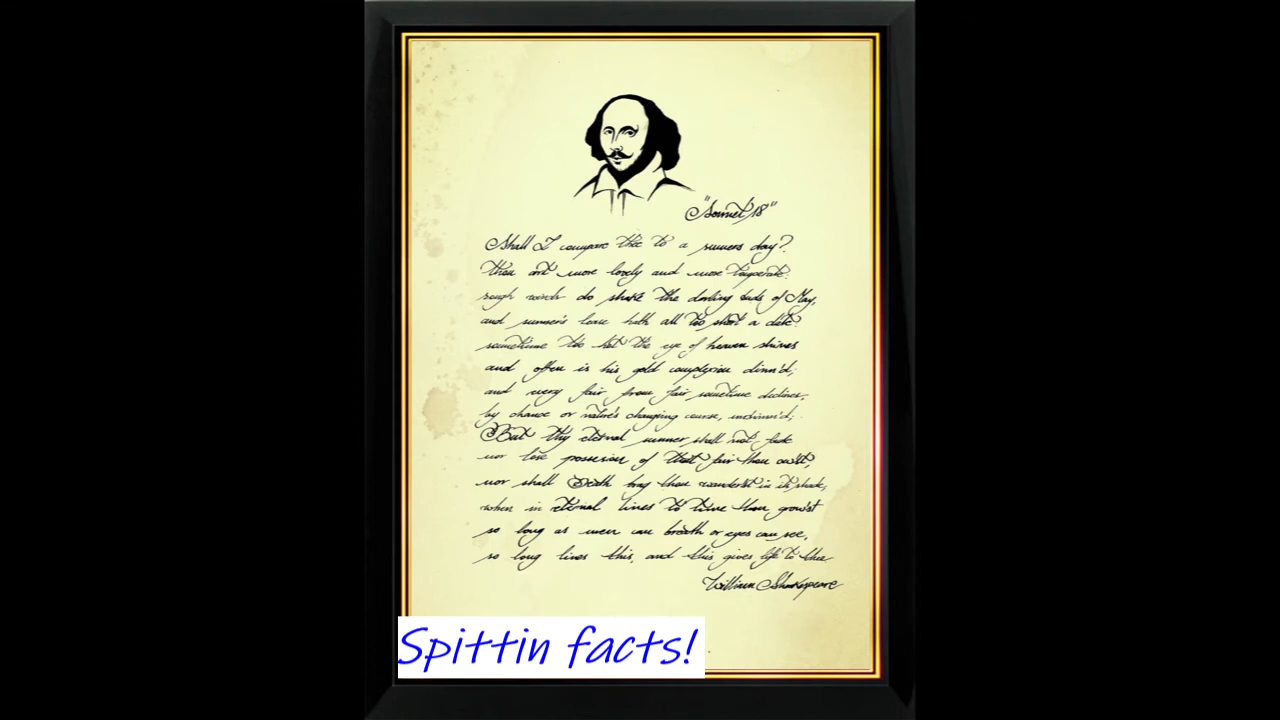 "Sonnet 18"
Shall I compare thee to a summers day?
thou art more lovely and more temperate:
rough winds do shake the darling buds of May,
and summer's lease hath all too short a date:
sometime too hot the eye of heaven shines
and often is his gold complexion dimm'd;
and every fair from fair sometime declines,
by chance or nature's changing course, untrimm'd;
But thy eternal summer shall not fade
nor lose possession of that fair thou ow'st,
nor shall Death brag thou wander'st in its shade,
when in eternal lines to time thou grow'st
so long as men can breath or eyes can see,
so long lives this, and this gives life to thee
William Shakespeare
Spittin facts!